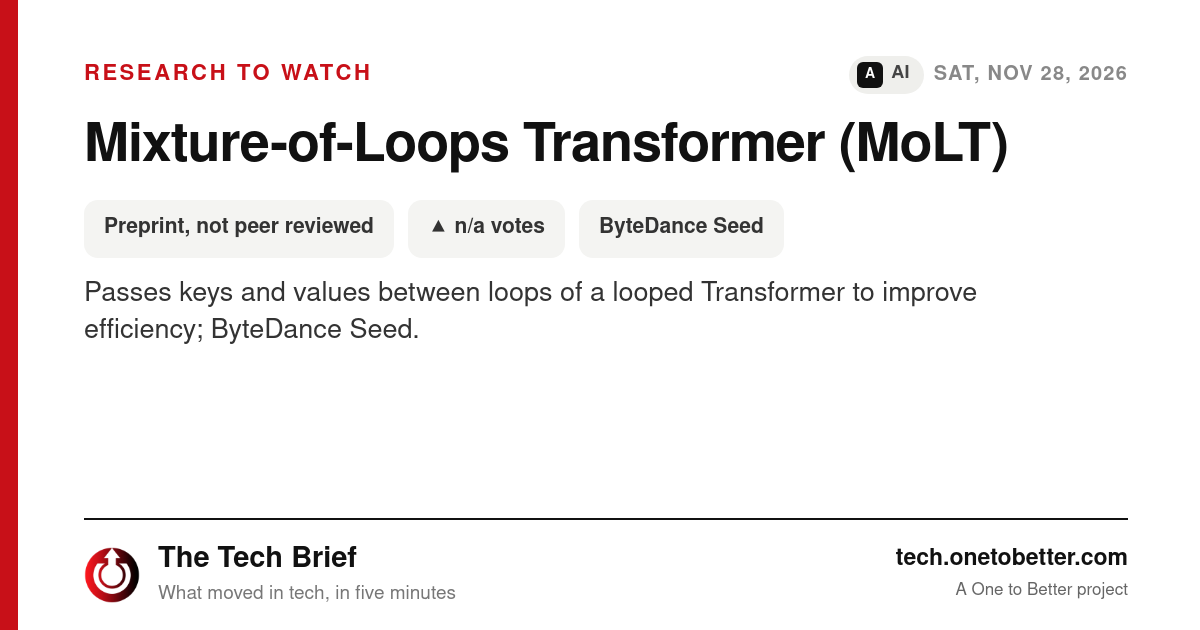 RESEARCH TO WATCH
A AI SAT, NOV 28, 2026
Mixture-of-Loops Transformer (MoLT)
Preprint, not peer reviewed ▲ n/a votes ByteDance Seed
Passes keys and values between loops of a looped Transformer to improve
efficiency; ByteDance Seed.
The Tech Brief
What moved in tech, in five minutes
tech.onetobetter.com
A One to Better project